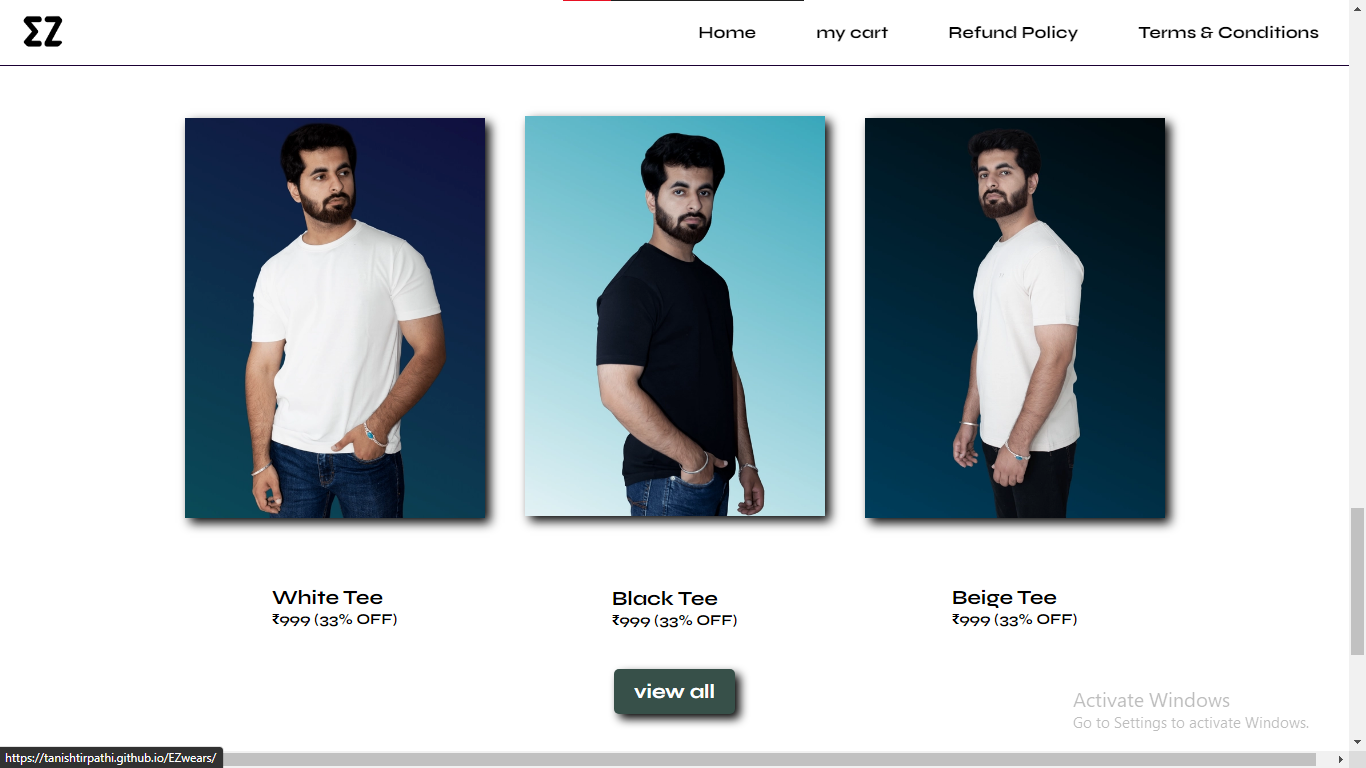 ΣZ
Home my cart Refund Policy Terms & Conditions
White Tee
₹999 (33% OFF)
Black Tee
₹999 (33% OFF)
Beige Tee
₹999 (33% OFF)
view all
Activate Windows
Go to Settings to activate Windows.
https://tanishtirpathi.github.io/EZwears/